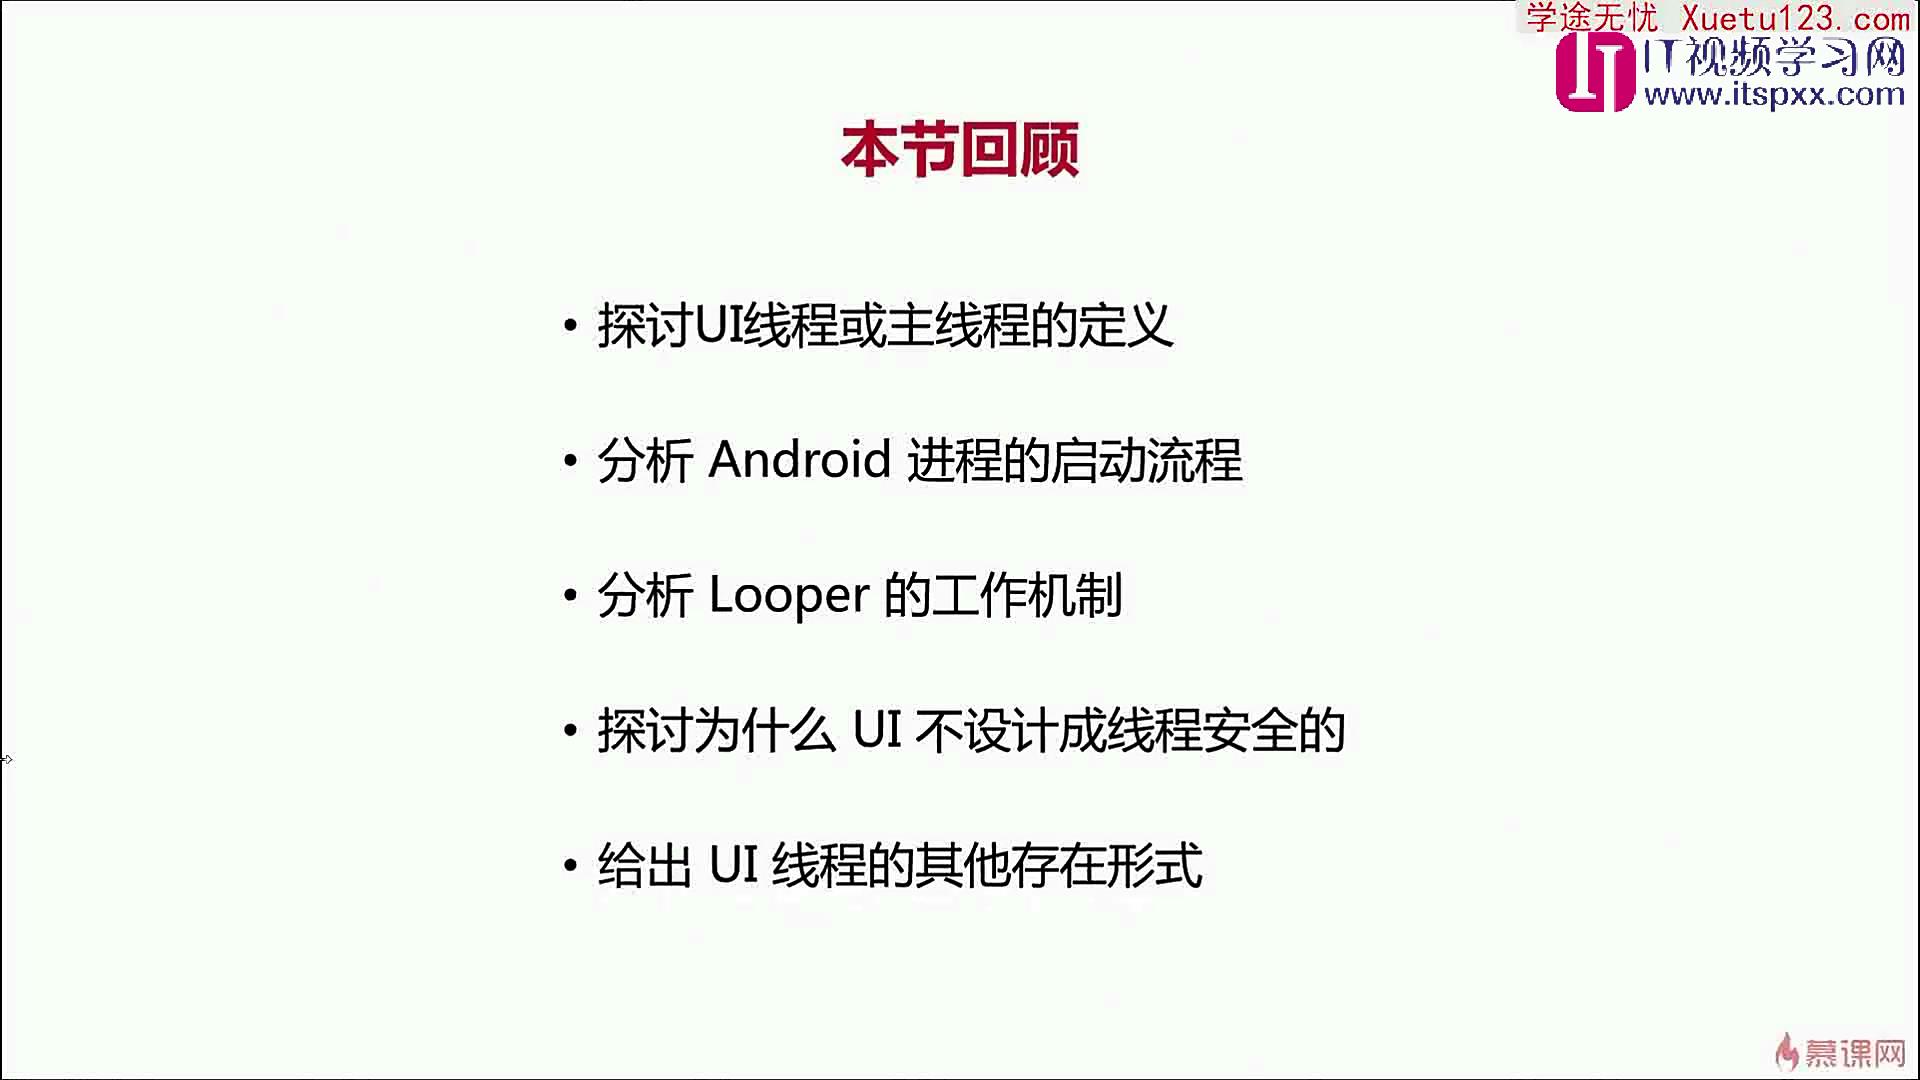 学途无忧 Xuetu123.com
IT视频学习网
www.itspxx.com
本节回顾
• 探讨UI线程或主线程的定义
• 分析 Android 进程的启动流程
• 分析 Looper 的工作机制
• 探讨为什么 UI 不设计成线程安全的
• 给出 UI 线程的其他存在形式
慕课网